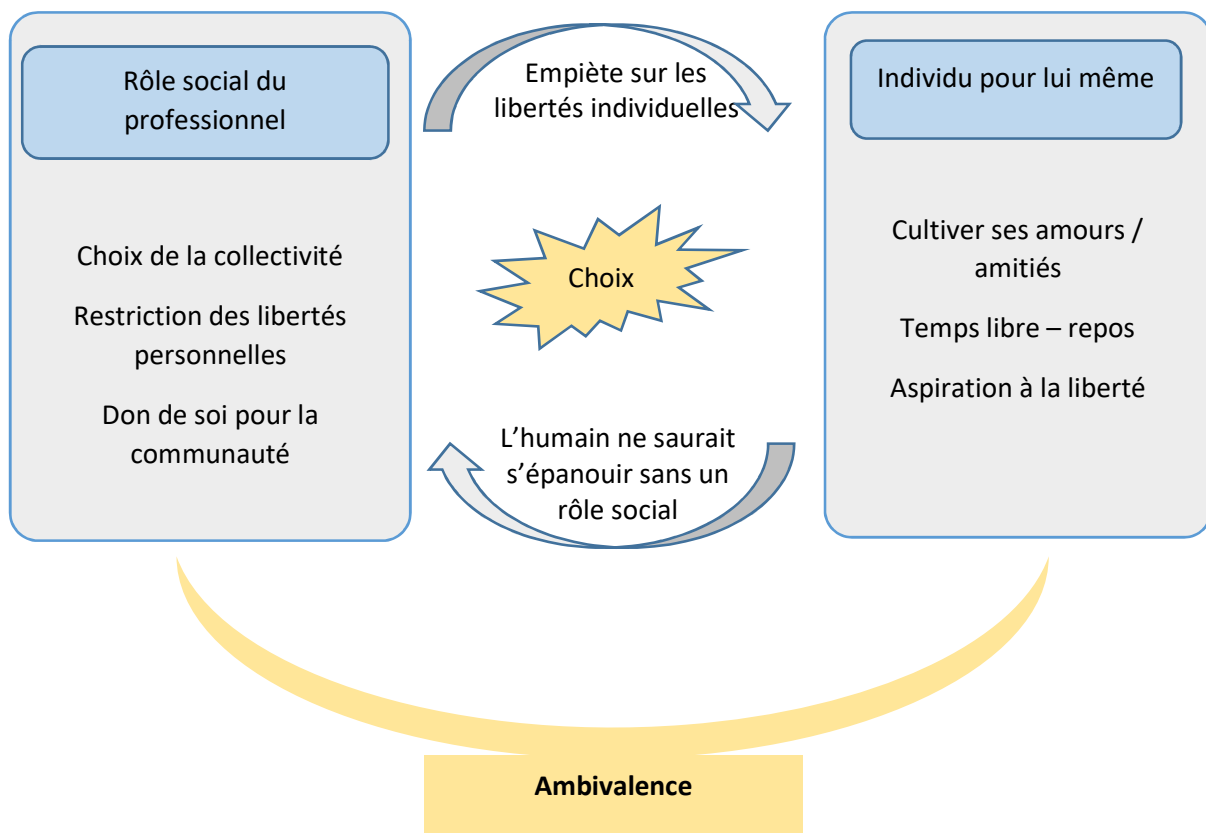 Rôle social du
professionnel
Choix de la collectivité
Restriction des libertés
personnelles
Don de soi pour la
communauté
Empiète sur les
libertés individuelles
Choix
L’humain ne saurait
s’épanouir sans un
rôle social
Individu pour lui même
Cultiver ses amours /
amitiés
Temps libre – repos
Aspiration à la liberté
Ambivalence